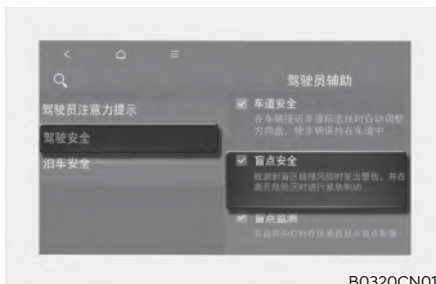 驾驶员辅助
驾驶员注意力提示
驾驶安全
泊车安全
车道安全
在车辆接近车道标志线时自动调整
方向盘，使车辆保持在车道中
盲点安全
检测到盲区碰撞风险时发出警告，并在
离开危险区时进行紧急制动
盲点监测
B0320CN01